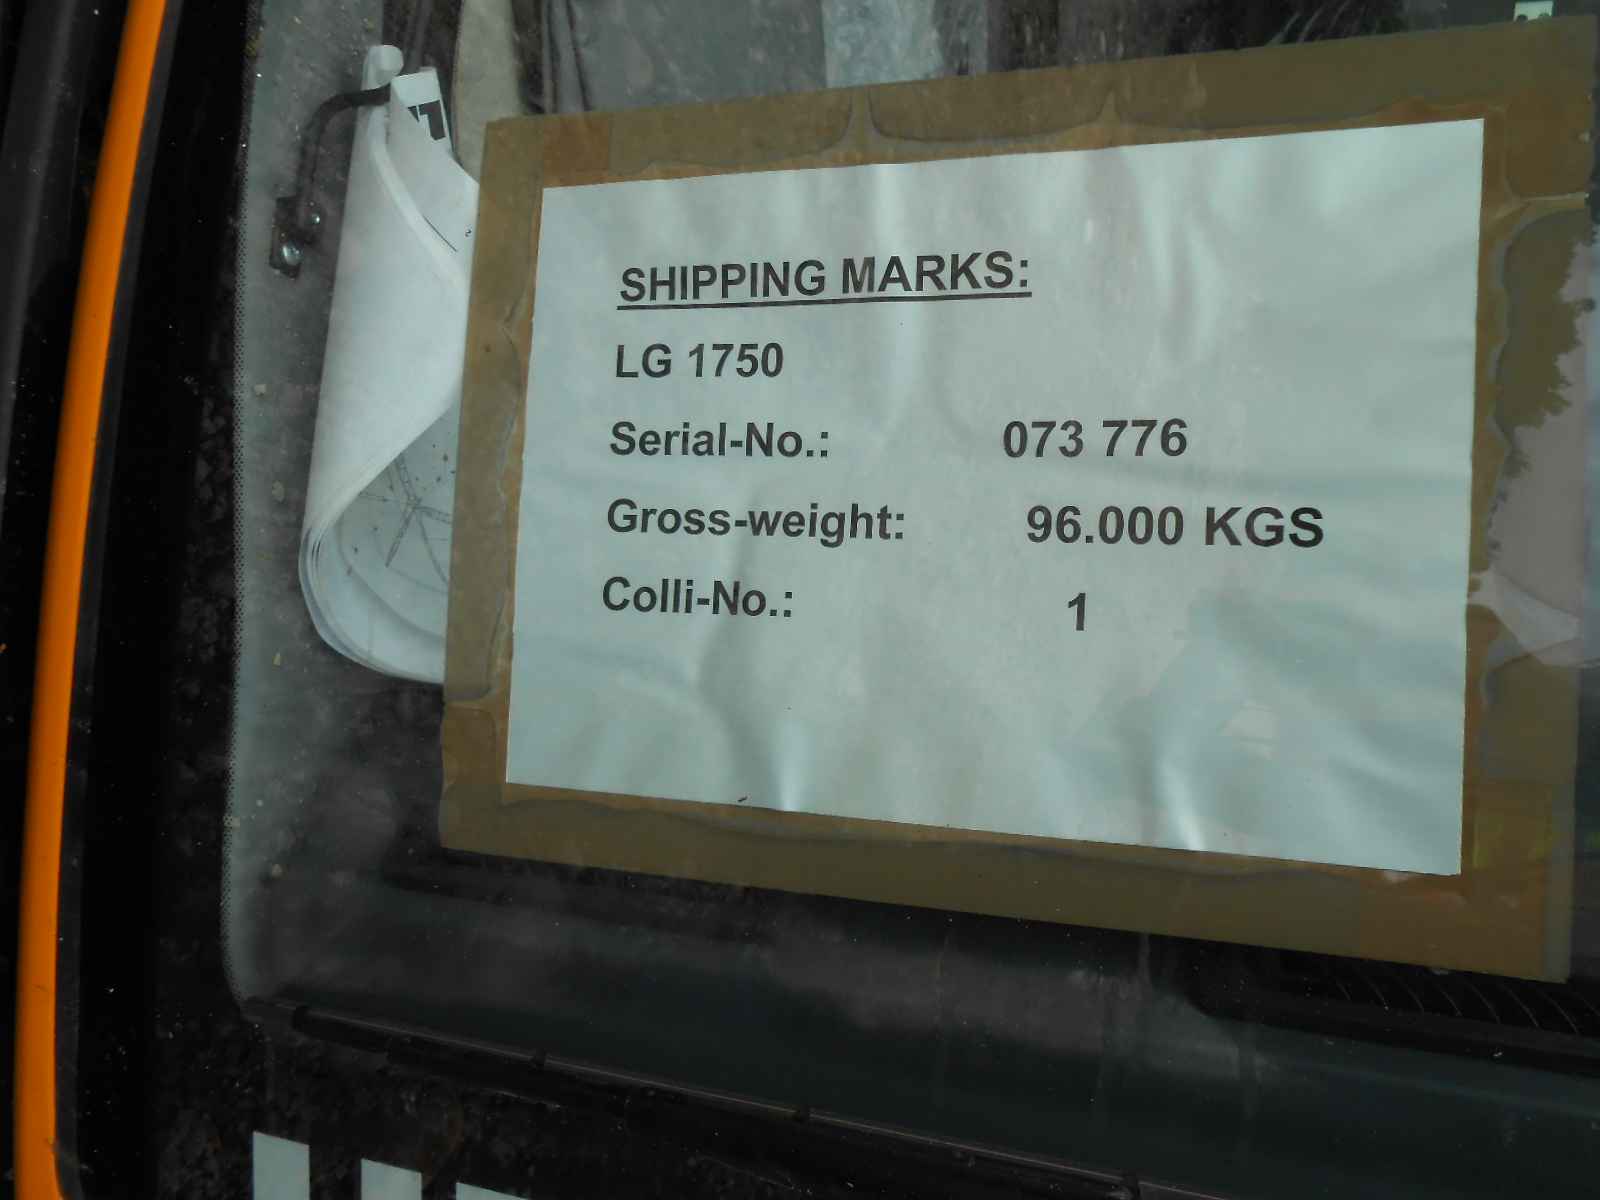 SHIPPING MARKS:
LG 1750
Serial-No.: 073 776
Gross-weight: 96.000 KGS
Colli-No.: 1